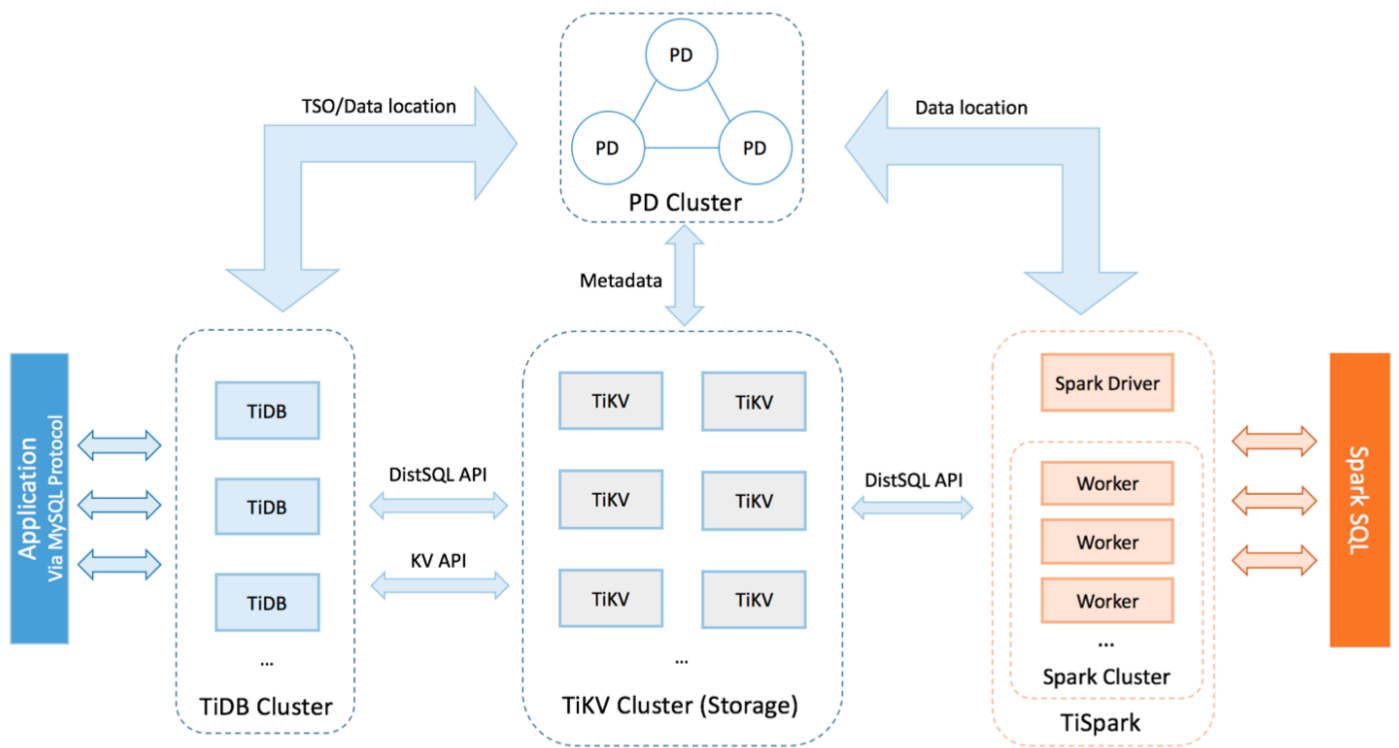 PD
TSO/Data location
Data location
PD
PD
PD Cluster
Metadata
Application
Via MySQL Protocol
TiDB
TiDB
TiDB
...
TiDB Cluster
DistSQL API
KV API
TiKV
TiKV
TiKV
TiKV
TiKV
TiKV
...
TiKV Cluster (Storage)
DistSQL API
Spark Driver
Worker
Worker
Worker
...
Spark Cluster
TiSpark
Spark SQL